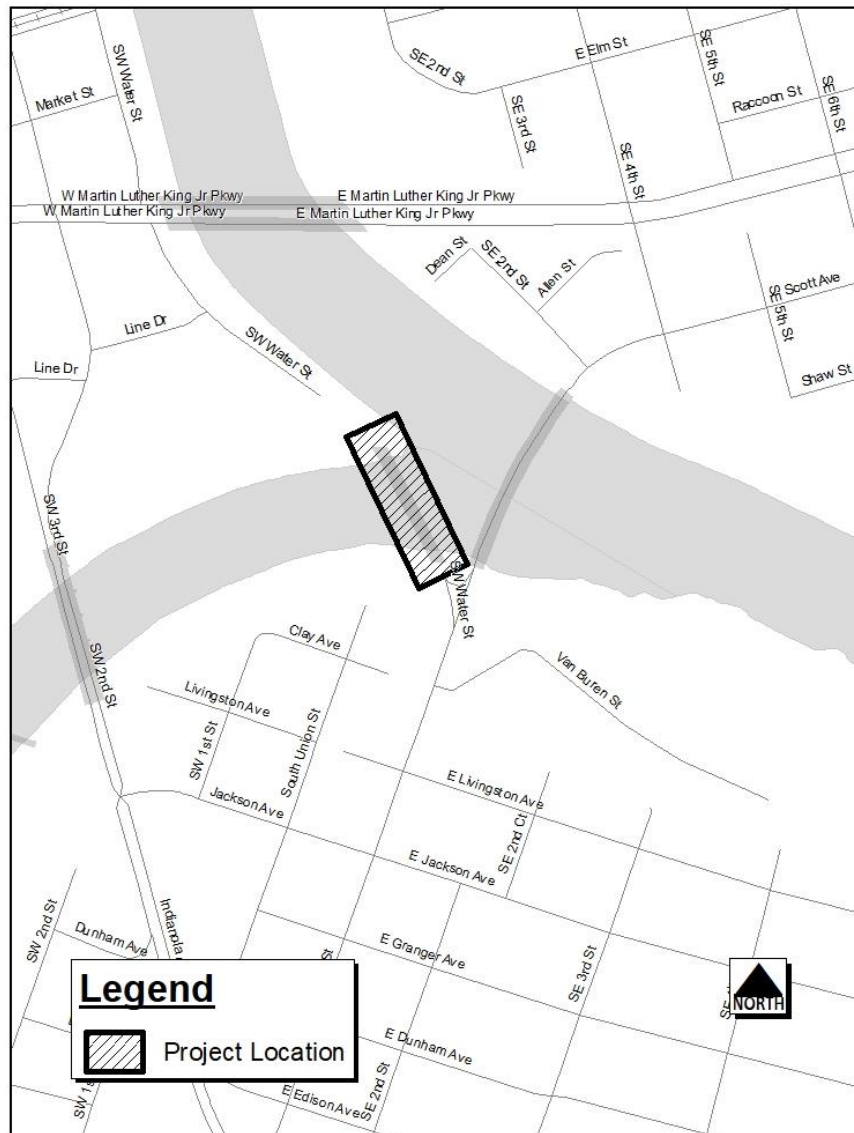 SW Water St
Market St
SE 2nd St
E Elm St
SE 5th St
SE 3rd St
Raccoon St
SE 6th St
SE 4th St
W Martin Luther King Jr Pkwy
E Martin Luther King Jr Pkwy
W Martin Luther King Jr Pkwy
E Martin Luther King Jr Pkwy
Dean St
SE 2nd St
Allen St
E Scott Ave
SE 5th St
Line Dr
SW Water St
Line Dr
Shaw St
SW 3rd St
SW Water St
SW 2nd St
Clay Ave
Van Buren St
Livingston Ave
South Union St
SW 1st St
E Livingston Ave
Jackson Ave
SE 2nd Ct
E Jackson Ave
SW 2nd St
Indianola
Dunham Ave
St
E Granger Ave
SE 3rd St
Legend
NORTH
Project Location
E Dunham Ave
SW 1st
E Edison Ave
SE 2nd St